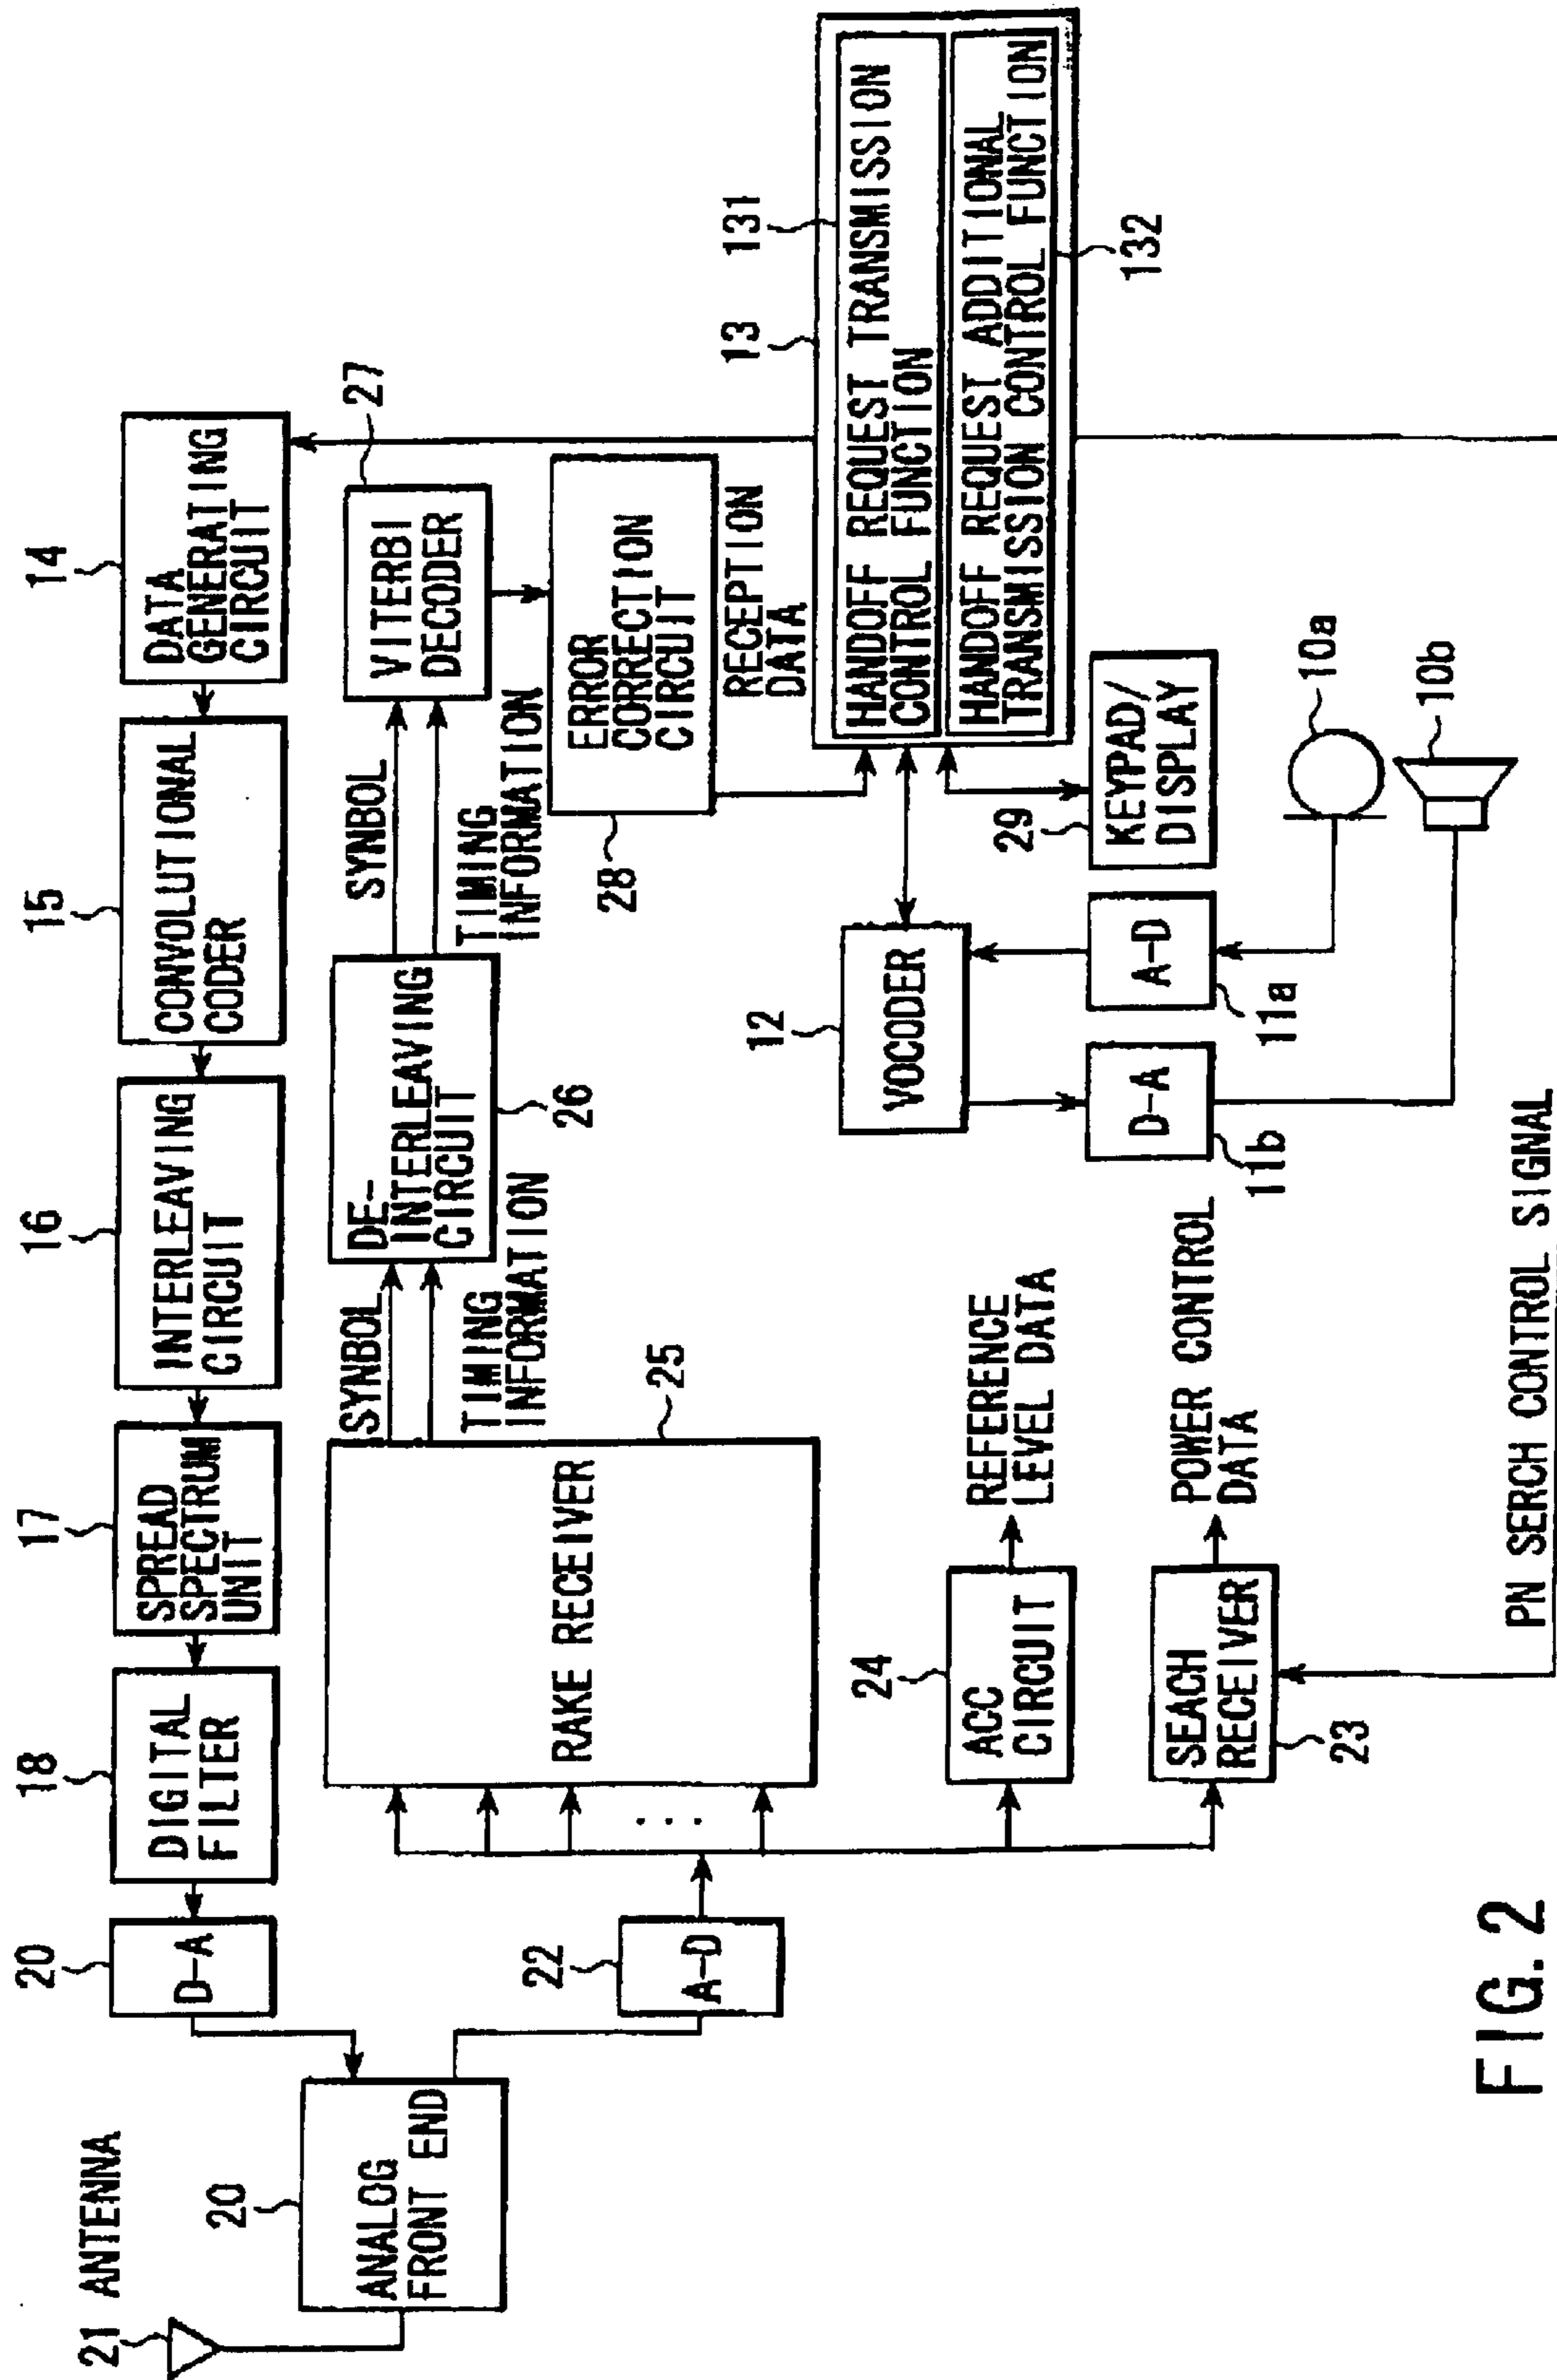 21 ANTENNA
20
ANALOG
FRONT END
20
D-A
18
DIGITAL
FILTER
17
SPREAD
SPECTRUM
UNIT
16
INTERLEAVING
CIRCUIT
15
CONVOLUTIONAL
CODER
14
DATA
GENERATING
CIRCUIT
22
A-D
RAKE RECEIVER
25
SYNBOL
TIMING
INFORMATION
DE-
INTERLEAVING
CIRCUIT
26
SYNBOL
TIMING
INFORMATION
27
VITERBI
DECODER
ERROR
CORRECTION
CIRCUIT
28
RECEPTION
DATA
13
131
HANDOFF REQUEST TRANSMISSION
CONTROL FUNCTION
HANDOFF REQUEST ADDITIONAL
TRANSMISSION CONTROL FUNCTION
132
24
ACC
CIRCUIT
REFERENCE
LEVEL DATA
SEACH
RECEIVER
23
POWER CONTROL
DATA
12
VOCODER
D-A
11b
A-D
11a
29
KEYPAD/
DISPLAY
10a
10b
PN SERCH CONTROL SIGNAL
FIG. 2